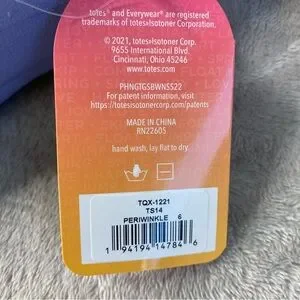 totes® and Everywear® are registered
trademarks of totes»Isotoner Corporation.
© 2021, totes»Isotoner Corp.
9655 International Blvd.
Cincinnati, Ohio 45246
www.totes.com
PHNGTGSBWNSS22
For patent information, visit
https://totesisotonercorp.com/patents
MADE IN CHINA
RN22605
hand wash, lay flat to dry.
TQX-1221
TS14
PERIWINKLE 6
1 94194 14784 6